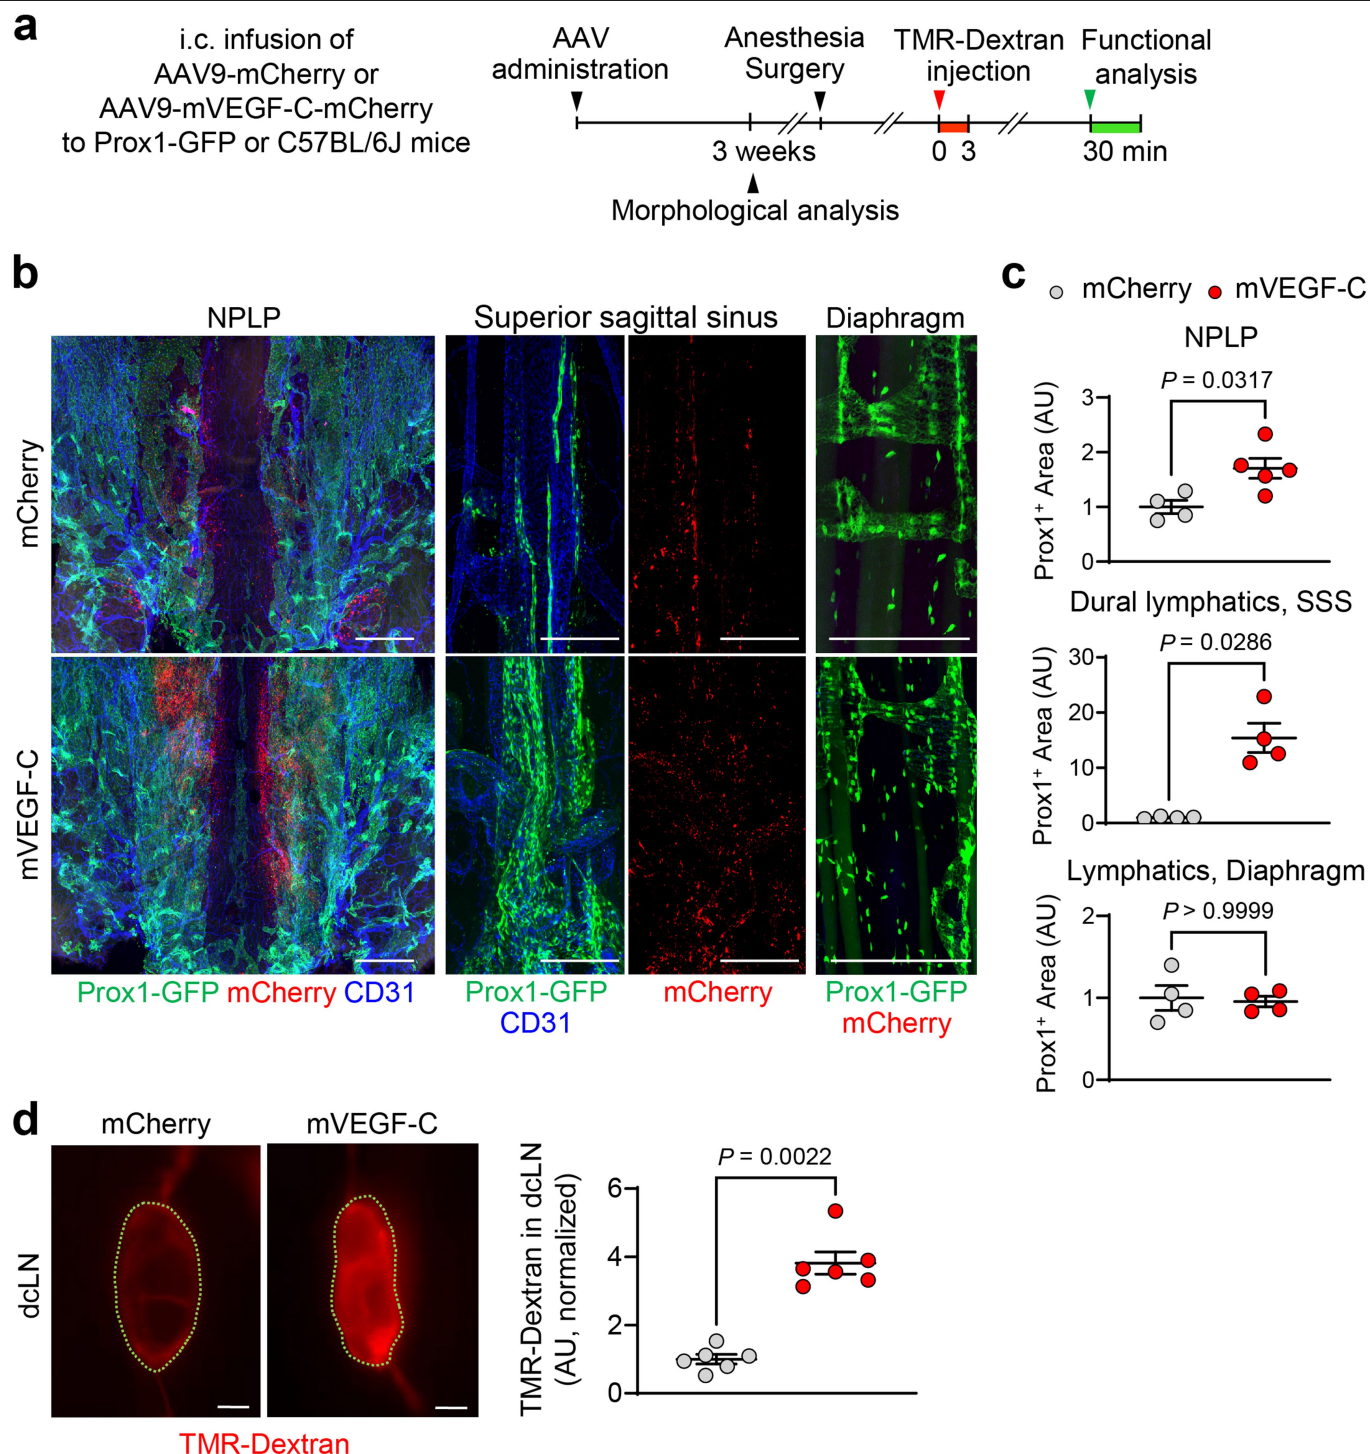 a
i.c. infusion of
AAV9-mCherry or
AAV9-mVEGF-C-mCherry
to Prox1-GFP or C57BL/6J mice
AAV
administration
Anesthesia
Surgery
TMR-Dextran
injection
Functional
analysis
3 weeks
0 3
30 min
Morphological analysis
b
NPLP
Superior sagittal sinus
Diaphragm
mCherry
mVEGF-C
Prox1-GFP mCherry CD31
Prox1-GFP
CD31
mCherry
Prox1-GFP
mCherry
c
mCherry
mVEGF-C
NPLP
P = 0.0317
Prox1+ Area (AU)
3
2
1
0
Dural lymphatics, SSS
P = 0.0286
Prox1+ Area (AU)
30
20
10
0
Lymphatics, Diaphragm
P > 0.9999
Prox1+ Area (AU)
2
1
0
d
mCherry
mVEGF-C
dcLN
TMR-Dextran
P = 0.0022
TMR-Dextran in dcLN
(AU, normalized)
6
4
2
0